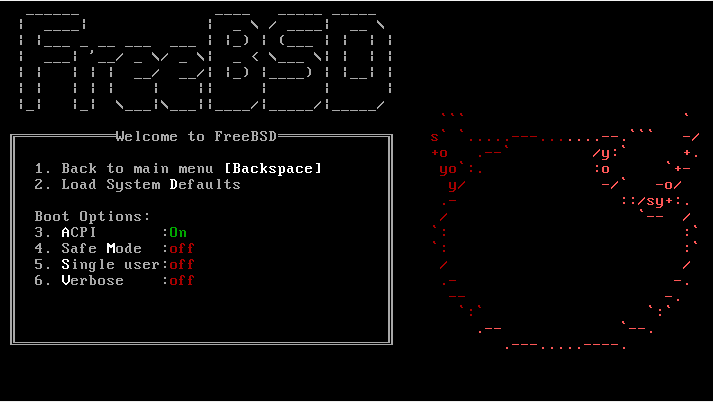 FreeBSD
Welcome to FreeBSD
1. Back to main menu [Backspace]
2. Load System Defaults
Boot Options:
3. ACPI :On
4. Safe Mode :off
5. Single user:off
6. Verbose :off